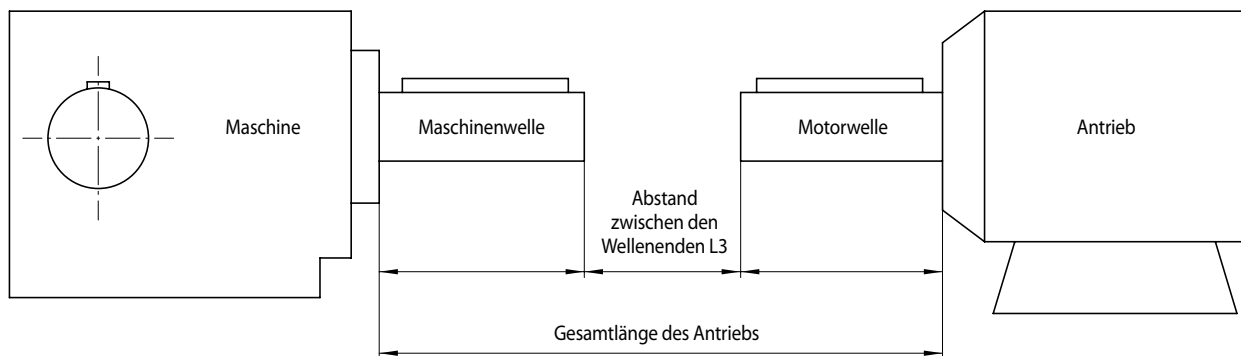 Maschine
Maschinenwelle
Motorwelle
Antrieb
Abstand
zwischen den
Wellenenden L3
Gesamtlänge des Antriebs